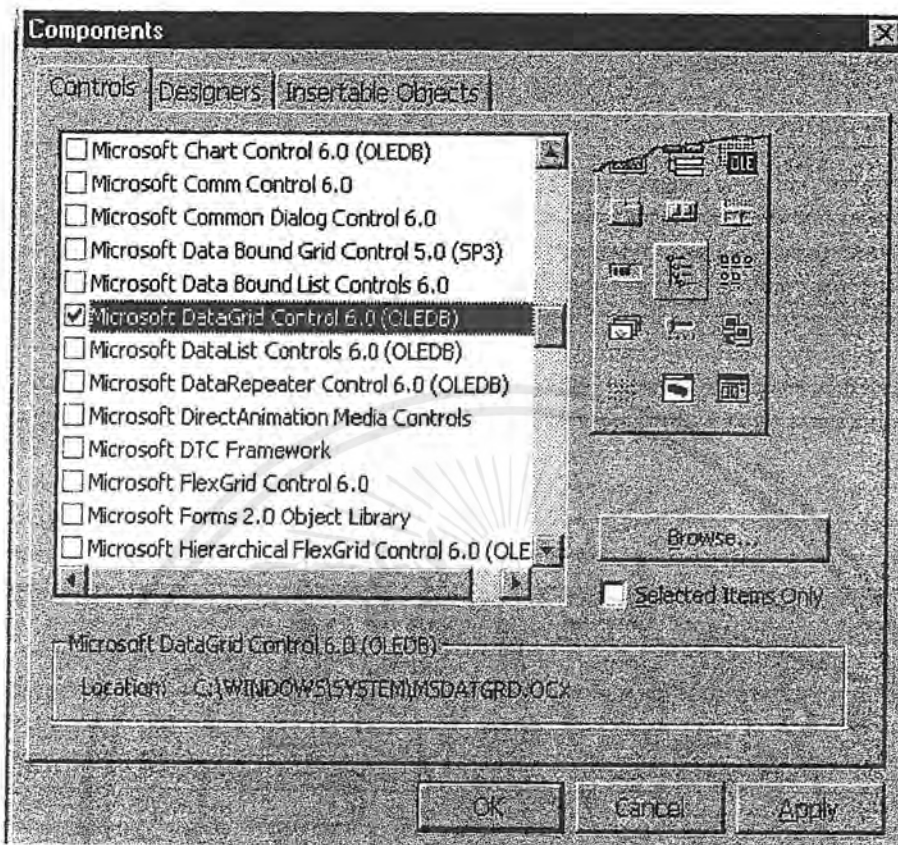 Components
Controls Designers Insertable Objects
Microsoft Chart Control 6.0 (OLEDB)
Microsoft Comm Control 6.0
Microsoft Common Dialog Control 6.0
Microsoft Data Bound Grid Control 5.0 (SP3)
Microsoft Data Bound List Controls 6.0
Microsoft DataGrid Control 6.0 (OLEDB)
Microsoft DataList Controls 6.0 (OLEDB)
Microsoft DataRepeater Control 6.0 (OLEDB)
Microsoft DirectAnimation Media Controls
Microsoft DTC Framework
Microsoft FlexGrid Control 6.0
Microsoft Forms 2.0 Object Library
Microsoft Hierarchical FlexGrid Control 6.0 (OLE
OLE
Browse...
Selected Items Only
Microsoft DataGrid Control 6.0 (OLEDB)
Location: C:\WINDOWS\SYSTEM\MSDATGRD.OCX
OK Cancel Apply